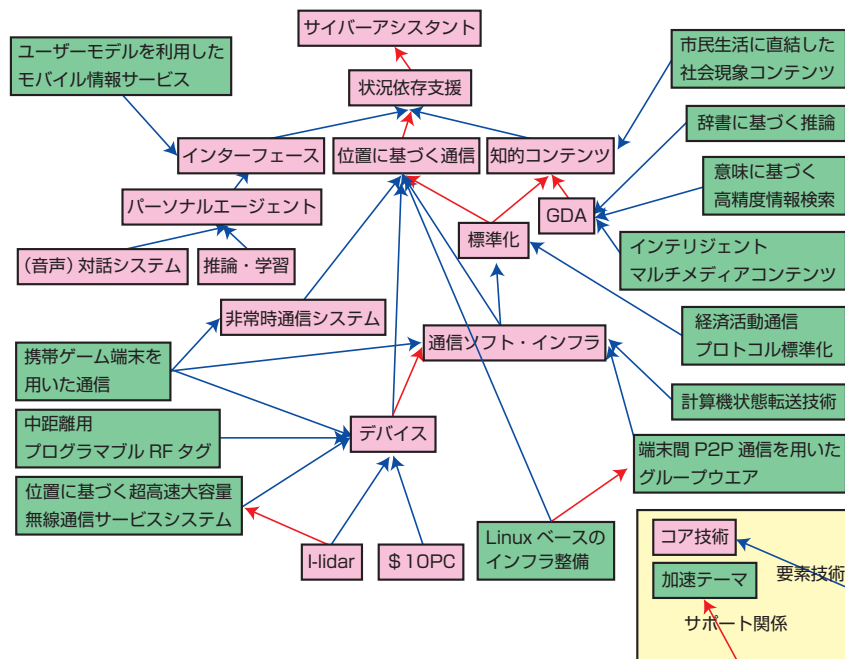 サイバーアシスタント
ユーザーモデルを利用した
モバイル情報サービス
市民生活に直結した
社会現象コンテンツ
状況依存支援
辞書に基づく推論
インターフェース
位置に基づく通信
知的コンテンツ
意味に基づく
高精度情報検索
パーソナルエージェント
GDA
標準化
(音声)対話システム
推論・学習
インテリジェント
マルチメディアコンテンツ
非常時通信システム
経済活動通信
プロトコル標準化
通信ソフト・インフラ
携帯ゲーム端末を
用いた通信
計算機状態転送技術
中距離用
プログラマブル RF タグ
デバイス
端末間 P2P 通信を用いた
グループウエア
位置に基づく超高速大容量
無線通信サービスシステム
I-lidar
$10PC
Linux ベースの
インフラ整備
コア技術
要素技術
加速テーマ
サポート関係